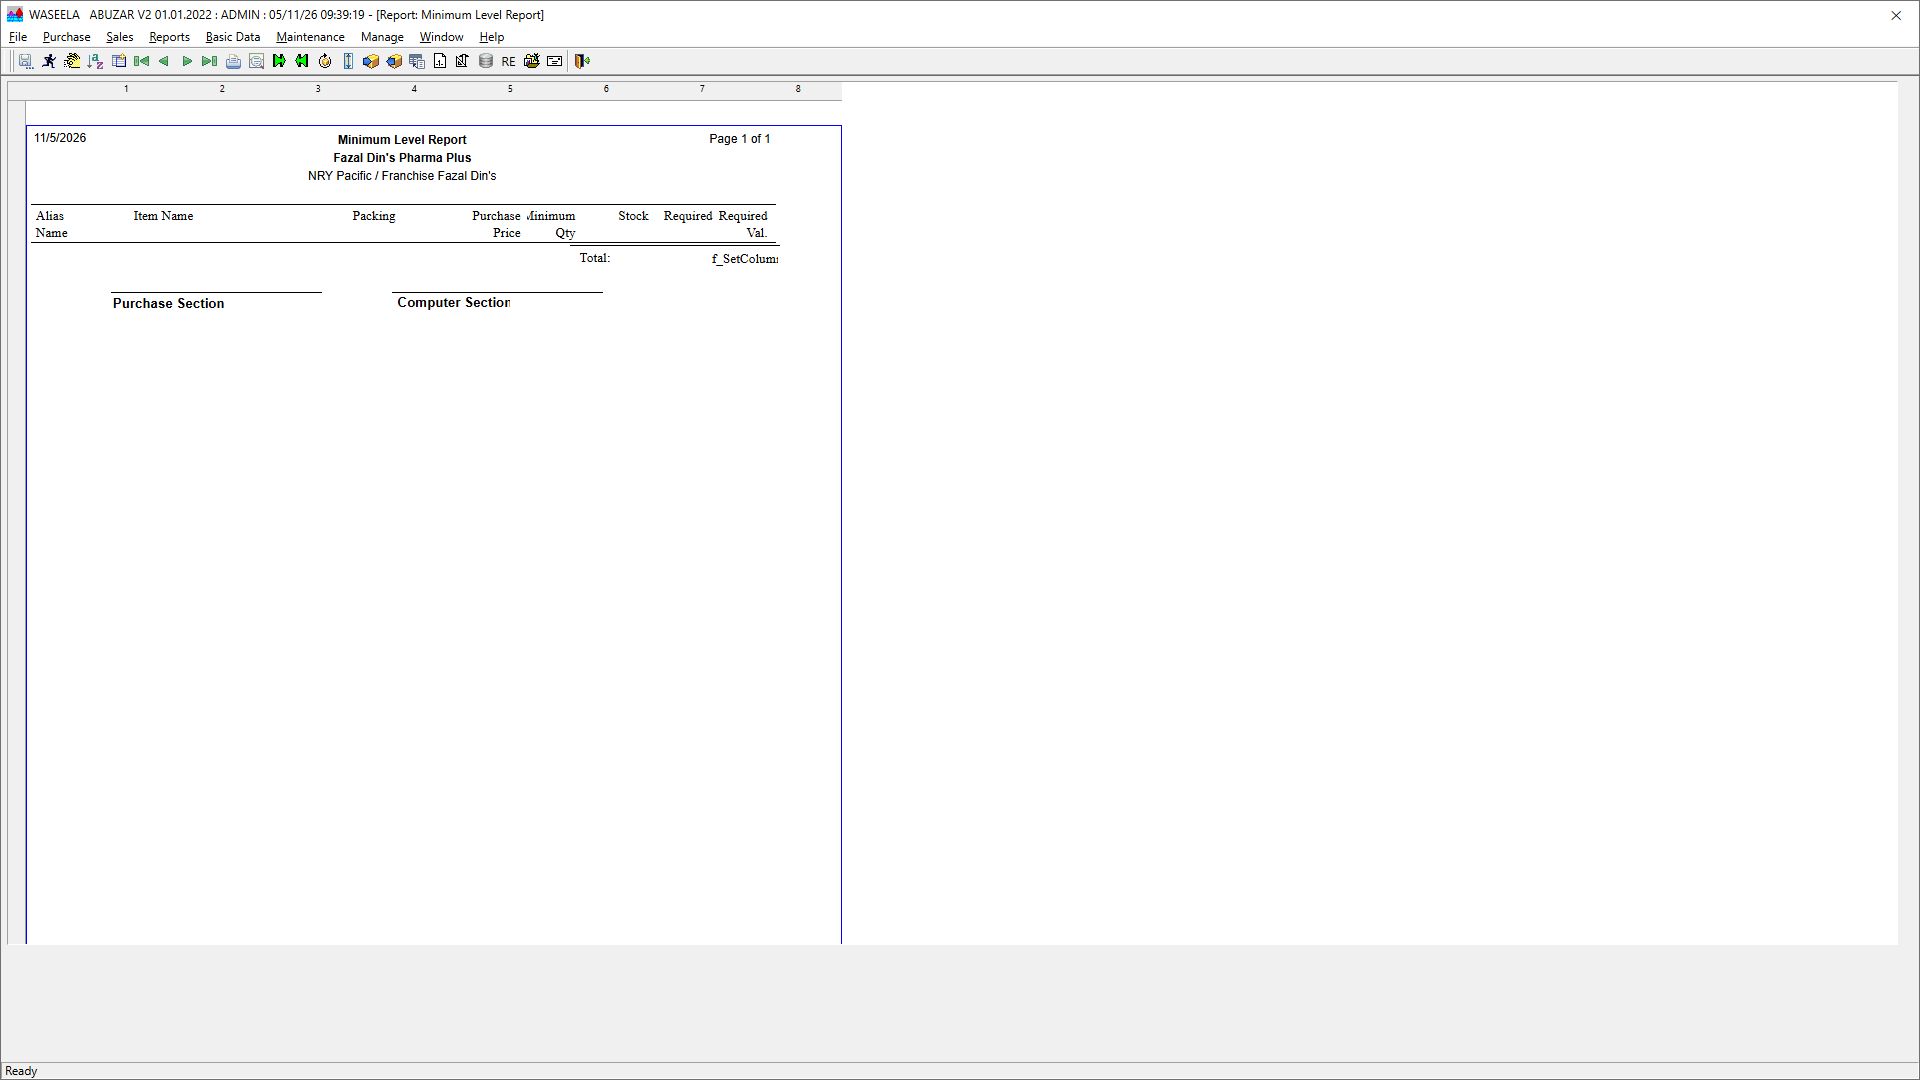 WASEELA   ABUZAR V2 01.01.2022 : ADMIN : 05/11/26 09:39:19 - [Report: Minimum Level Report]
File Purchase Sales Reports Basic Data Maintenance Manage Window Help
RE
1 2 3 4 5 6 7 8
11/5/2026
Minimum Level Report
Page 1 of 1
Fazal Din's Pharma Plus
NRY Pacific / Franchise Fazal Din's
Alias Item Name Packing Purchase Minimum Stock Required Required
Name Price Qty Val.
Total: f_SetColum
Purchase Section Computer Section
Ready